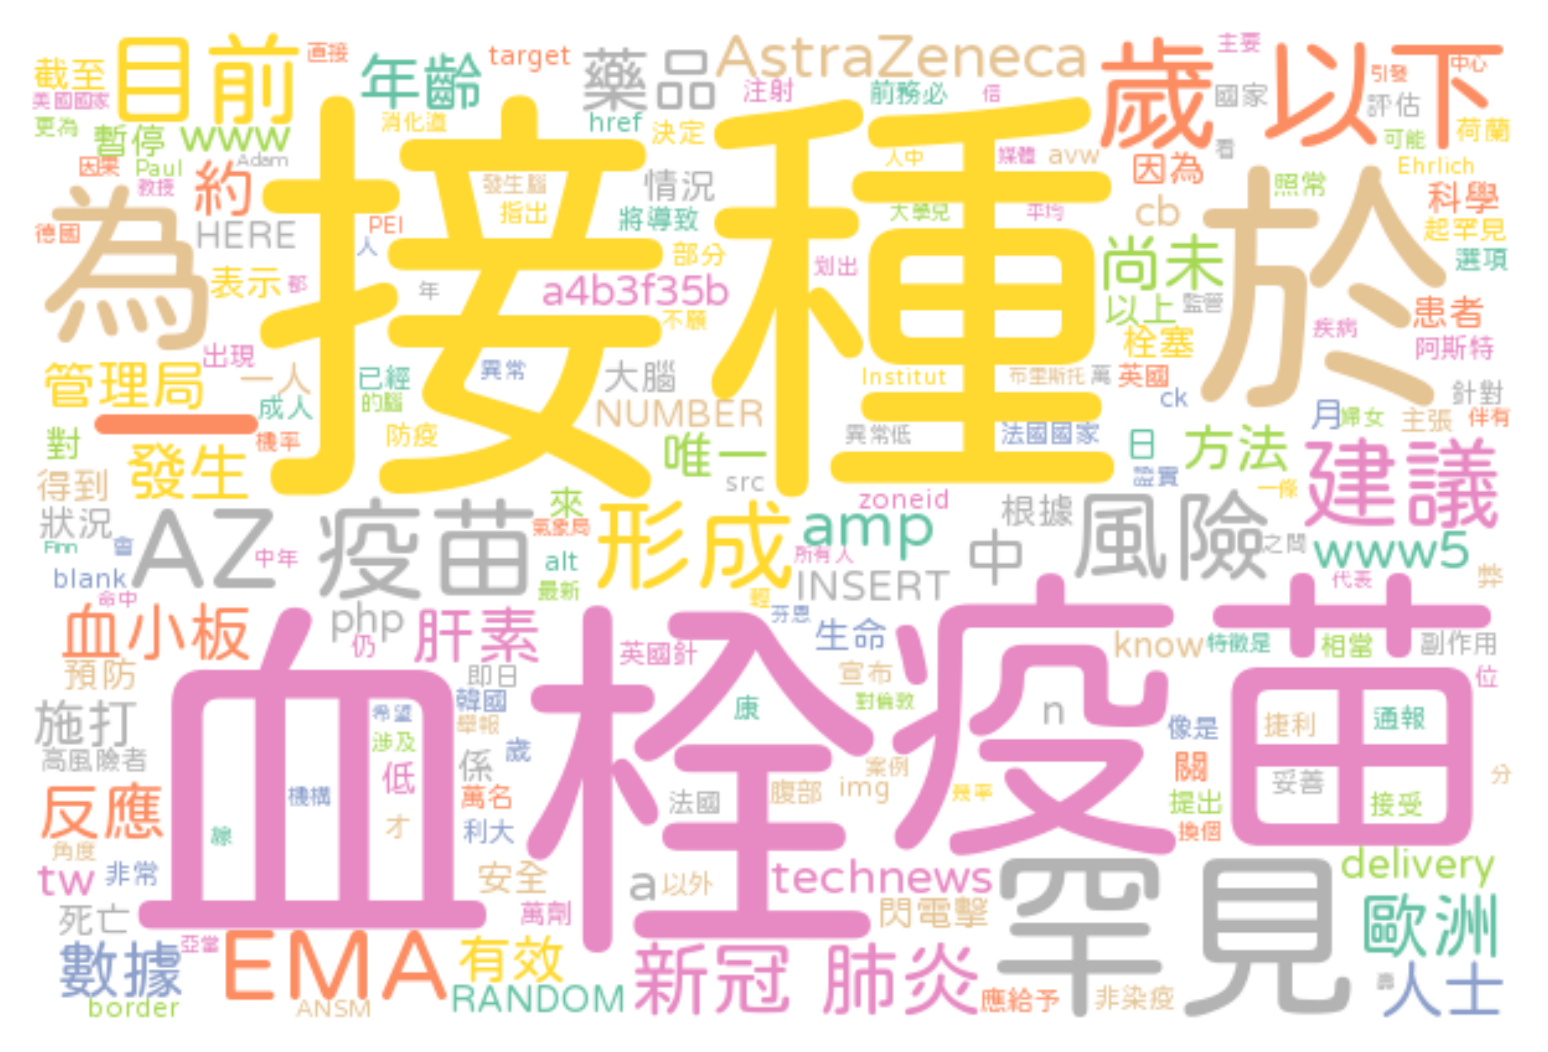 截至
目前
直接
年齡
target
藥品
AstraZeneca
歲
以下
主要
中心
引發
美國國家
更為
暫停
www
消化道
href
決定
注射
前務必
倍
國家
評估
可能
荷蘭
因果
Paul
Adam
教授
約
接種
發生腦
指出
情況
人中
媒體
avw
因為
看
照常
Ehrlich
科學
為
德國
HERE
PEI
人
將導致
部分
大學見
平均
cb
於
起罕見
選項
表示
年
a4b3f35b
划出
尚未
以上
監管
患者
疾病
不願
栓塞
阿斯特
管理局
出現
一人
已經
的腦
異常
大腦
Institut
布里斯托
萬
英國
ck
針對
一
成人
NUMBER
月
婦女
主張
伴有
對
機率
防疫
唯一
異常低
法國國家
日
方法
建議
發生
得到
src
證實
一條
狀況
AZ
疫苗
來
氣象局
形成
zoneid
amp
根據
風險
中
之間
www5
Finn
會
中年
alt
所有人
blank
命中
最新
INSERT
代表
血小板
php
仍
肝素
輕
芬恩
生命
英國針
know
特徵是
相當
副作用
預防
即日
宣布
位
血栓
疫苗
施打
希望
韓國
舉報
康
對倫敦
n
像是
捷利
通報
高風險者
涉及
低
係
歲
案例
關
妥善
機構
萬名
法國
腹部
img
幾率
提出
接受
分
反應
線
才
利大
換個
角度
tw
非常
安全
a
以外
technews
罕見
delivery
死亡
萬劑
閃電擊
歐洲
亞當
數據
EMA
有效
新冠
肺炎
人士
border
ANSM
RANDOM
應給予
非染疫